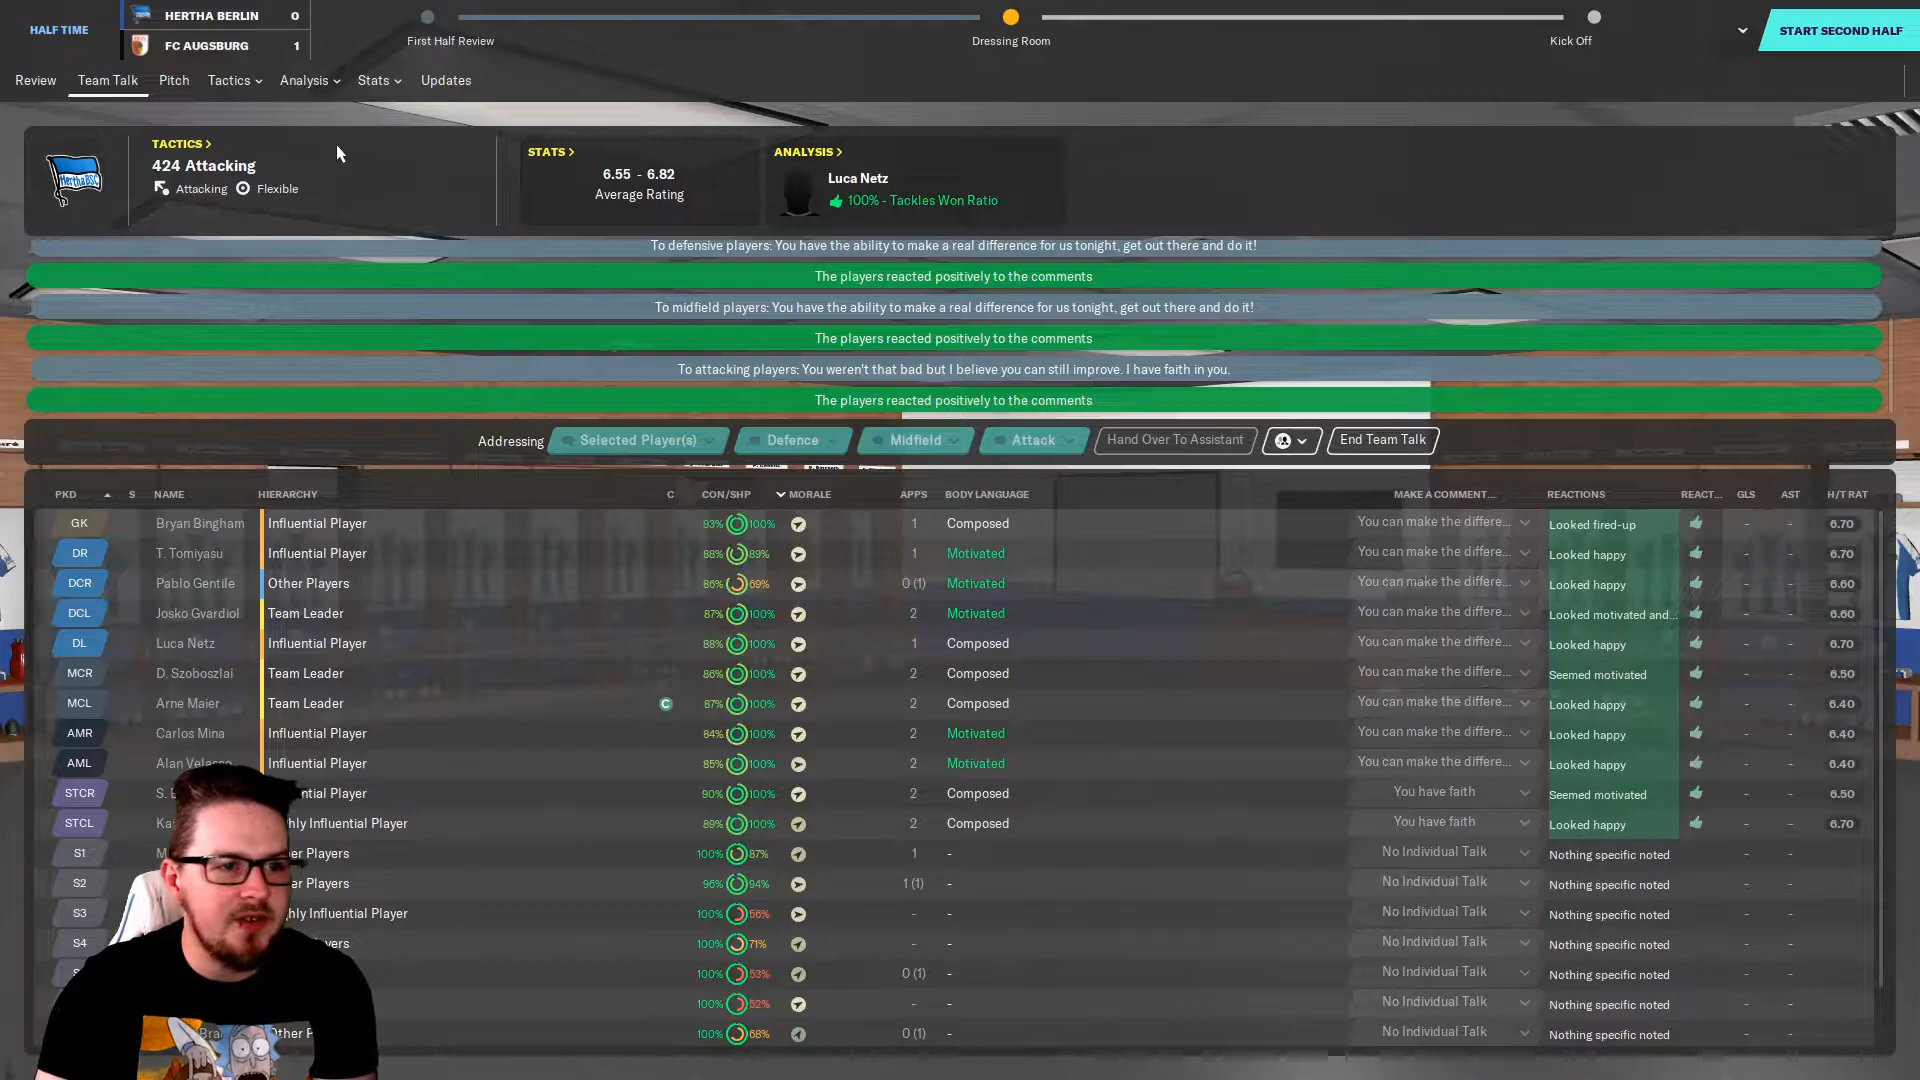 HALF TIME
HERTHA BERLIN 0
FC AUGSBURG 1
First Half Review
Dressing Room
Kick Off
START SECOND HALF
Review Team Talk Pitch Tactics Analysis Stats Updates
TACTICS >
424 Attacking
Attacking Flexible
STATS >
6.55 - 6.82
Average Rating
ANALYSIS >
Luca Netz
100% - Tackles Won Ratio
To defensive players: You have the ability to make a real difference for us tonight, get out there and do it!
The players reacted positively to the comments
To midfield players: You have the ability to make a real difference for us tonight, get out there and do it!
The players reacted positively to the comments
To attacking players: You weren't that bad but I believe you can still improve. I have faith in you.
The players reacted positively to the comments
Addressing Selected Player(s) Defence Midfield Attack Hand Over To Assistant End Team Talk
PKD S NAME HIERARCHY C CON/SHP MORALE APPS BODY LANGUAGE MAKE A COMMENT... REACTIONS REACT... GLS AST H/T RAT
GK Bryan Bingham Influential Player 93% 100% 1 Composed You can make the differe... Looked fired-up - - 6.70
DR T. Tomiyasu Influential Player 88% 89% 1 Motivated You can make the differe... Looked happy - - 6.70
DCR Pablo Gentile Other Players 86% 69% 0 (1) Motivated You can make the differe... Looked happy - - 6.60
DCL Josko Gvardiol Team Leader 87% 100% 2 Motivated You can make the differe... Looked motivated and... - - 6.60
DL Luca Netz Influential Player 88% 100% 1 Composed You can make the differe... Looked happy - - 6.70
MCR D. Szoboszlai Team Leader 86% 100% 2 Composed You can make the differe... Seemed motivated - - 6.50
MCL Arne Maier Team Leader C 87% 100% 2 Composed You can make the differe... Looked happy - - 6.40
AMR Carlos Mina Influential Player 84% 100% 2 Motivated You can make the differe... Looked happy - - 6.40
AML Alan Influential Player 85% 100% 2 Motivated You can make the differe... Looked happy - - 6.40
STCR S. ntial Player 90% 100% 2 Composed You have faith Seemed motivated - - 6.50
STCL Ka hly Influential Player 89% 100% 2 Composed You have faith Looked happy - - 6.70
S1 M er Players 100% 87% 1 - No Individual Talk Nothing specific noted - -
S2 er Players 96% 94% 1 (1) - No Individual Talk Nothing specific noted - -
S3 hly Influential Player 100% 56% - - No Individual Talk Nothing specific noted - -
S4 yers 100% 71% - - No Individual Talk Nothing specific noted - -
100% 53% 0 (1) - No Individual Talk Nothing specific noted - -
100% 52% - - No Individual Talk Nothing specific noted - -
Bra Other P 100% 68% 0 (1) - No Individual Talk Nothing specific noted - -